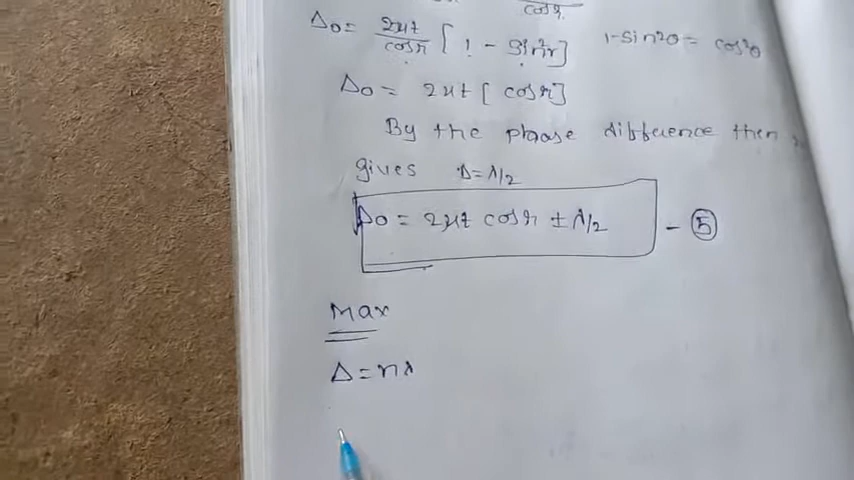 cosr
Δo = 2μt/cosr [1 - sin²r] 1-sin²θ = cos²θ
Δo = 2μt [cosr]
By the phase difference then
gives Δ=λ/2
Δo = 2μt cosr ± λ/2 - ⑤
Max
Δ=nλ